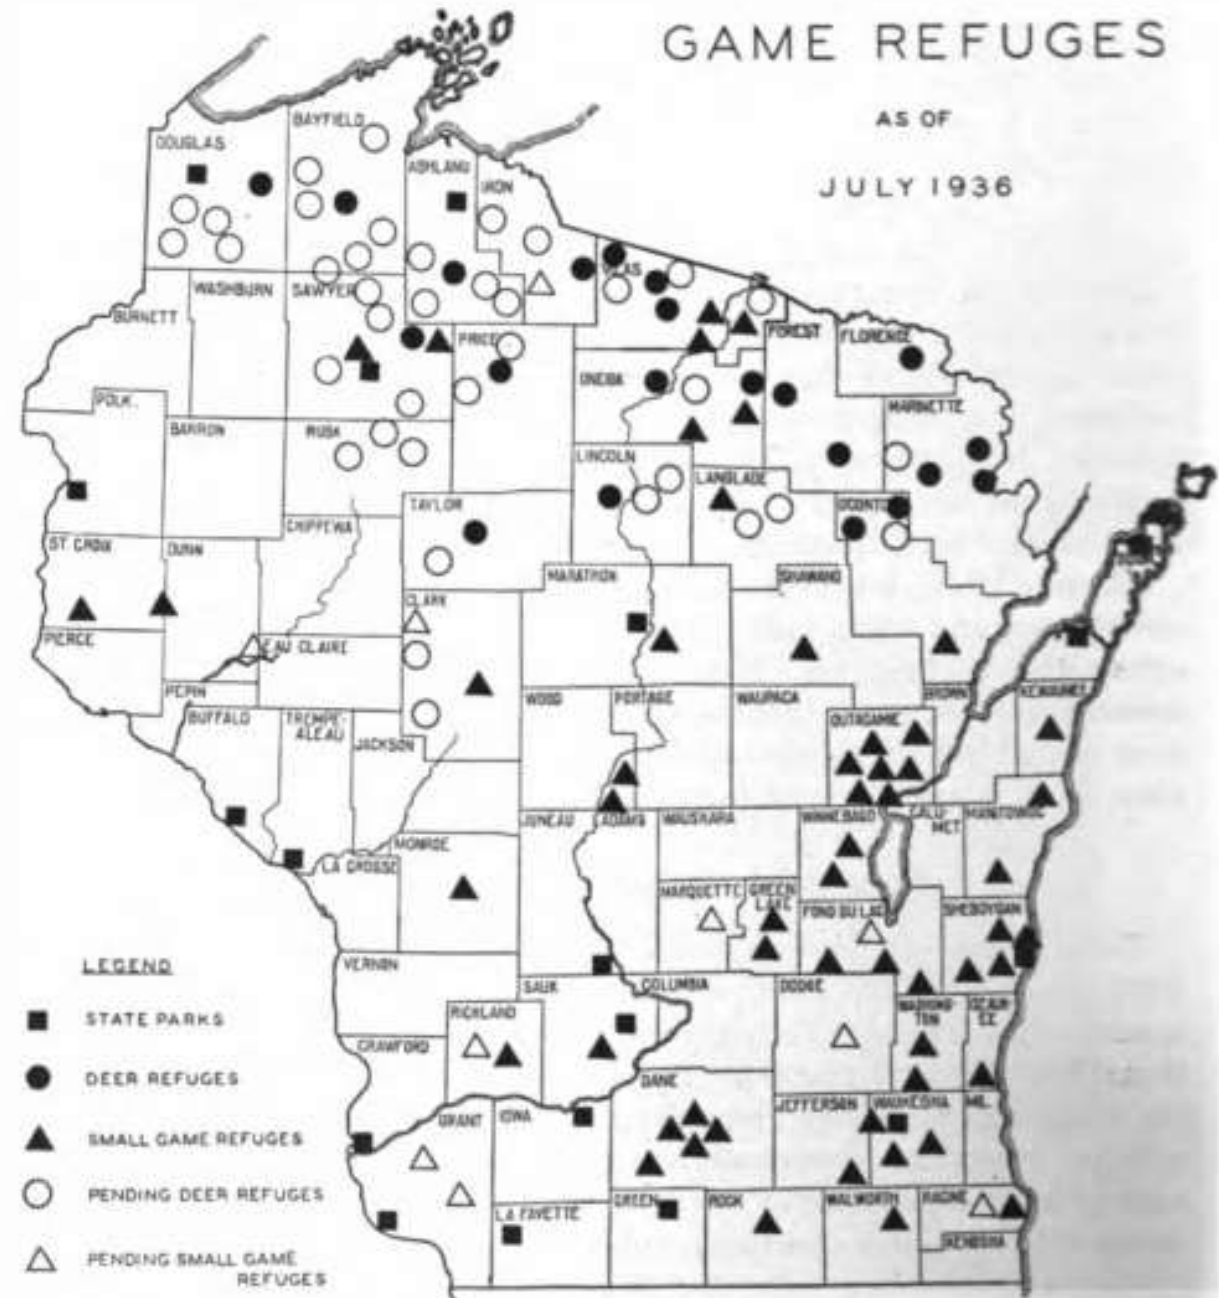 GAME REFUGES
AS OF
JULY 1936
BAYFIELD
DOUGLAS
ASHLAND
IRON
VILAS
WASHBURN
SAWYER
BURNETT
PRICE
FOREST
FLORENCE
ONEIDA
POLK
MARINETTE
BARRON
RUSK
LINCOLN
LANGLADE
TAYLOR
OCONTO
CHIPPEWA
ST CROIX
DUNN
MARATHON
SHAWANO
CLARK
PIERCE
EAU CLAIRE
PEPIN
WOOD
PORTAGE
WAUPACA
BROWN
KEWAUNEE
BUFFALO
TREMPE-
ALEAU
JACKSON
OUTAGAMIE
JUNEAU
ADAMS
WAUSHARA
WINNEBAGO
CALU-
MET
MANITOWOC
MONROE
LA CROSSE
MARQUETTE
GREEN
LAKE
FOND DU LAC
SHEBOYGAN
VERNON
SAUK
COLUMBIA
DODGE
WASHING-
TON
OZAUK-
EE
RICHLAND
CRAWFORD
DANE
JEFFERSON
WAUKESHA
MIL.
GRANT
IOWA
GREEN
ROCK
WALWORTH
RACINE
LA FAYETTE
KENOSHA
LEGEND
STATE PARKS
DEER REFUGES
SMALL GAME REFUGES
PENDING DEER REFUGES
PENDING SMALL GAME
REFUGES